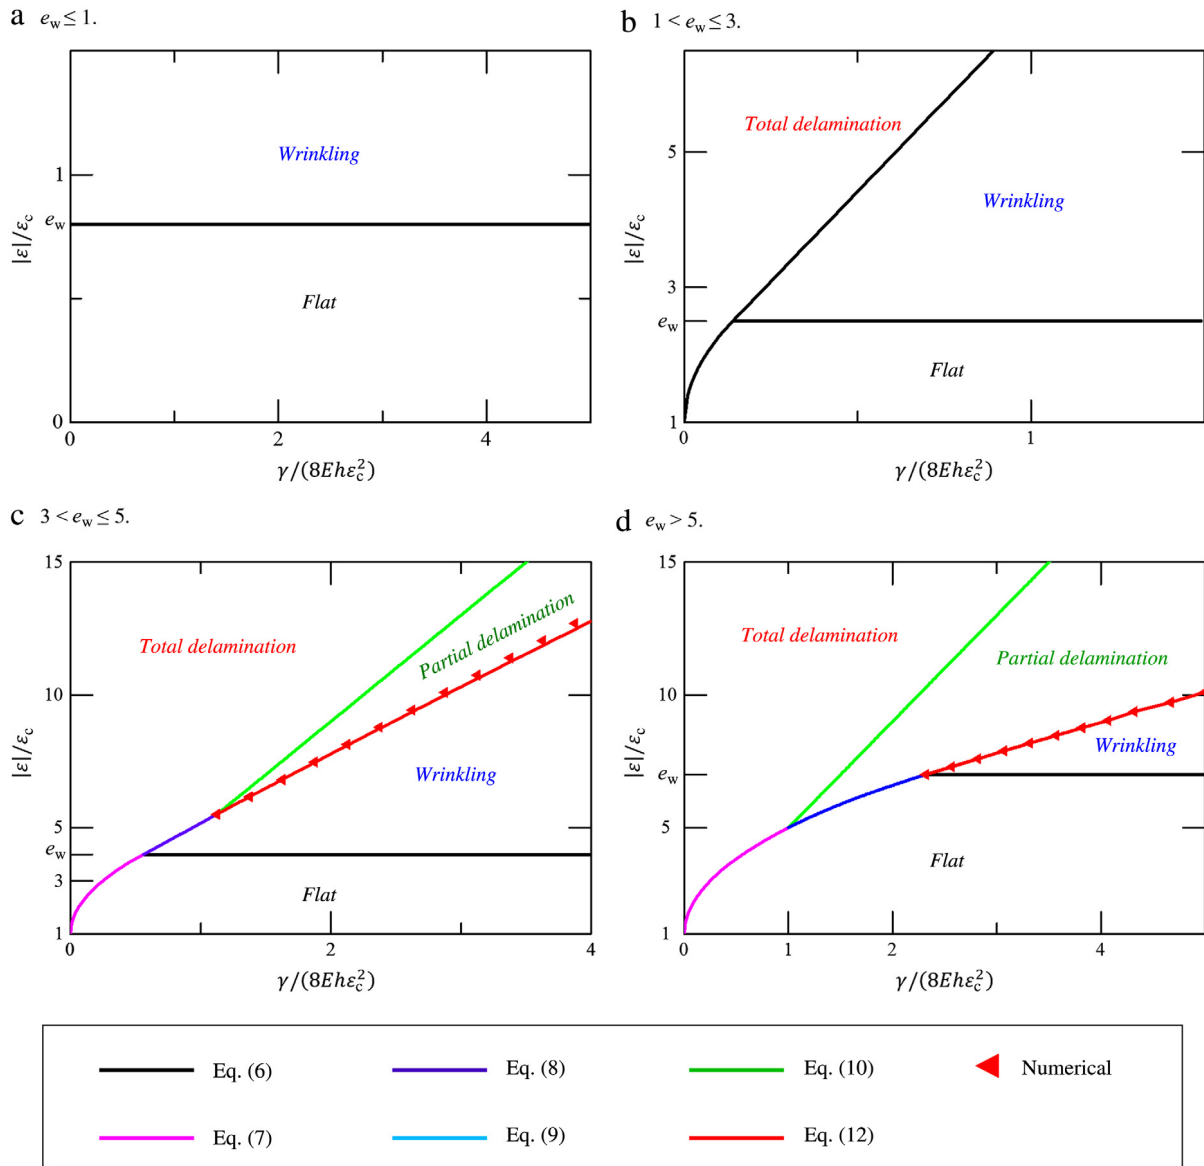 a e_w ≤ 1.
Wrinkling
1
e_w
|ε|/ε_c
Flat
0
0 2 4
γ/(8Ehε_c^2)
b 1 < e_w ≤ 3.
Total delamination
5
Wrinkling
|ε|/ε_c
3
e_w
Flat
1
0 1
γ/(8Ehε_c^2)
c 3 < e_w ≤ 5.
15
Partial delamination
Total delamination
10
|ε|/ε_c
Wrinkling
5
e_w
3
Flat
1
0 2 4
γ/(8Ehε_c^2)
d e_w > 5.
15
Total delamination
Partial delamination
10
Wrinkling
|ε|/ε_c
e_w
5
Flat
1
0 1 2 4
γ/(8Ehε_c^2)
Eq. (6) Eq. (8) Eq. (10) Numerical
Eq. (7) Eq. (9) Eq. (12)